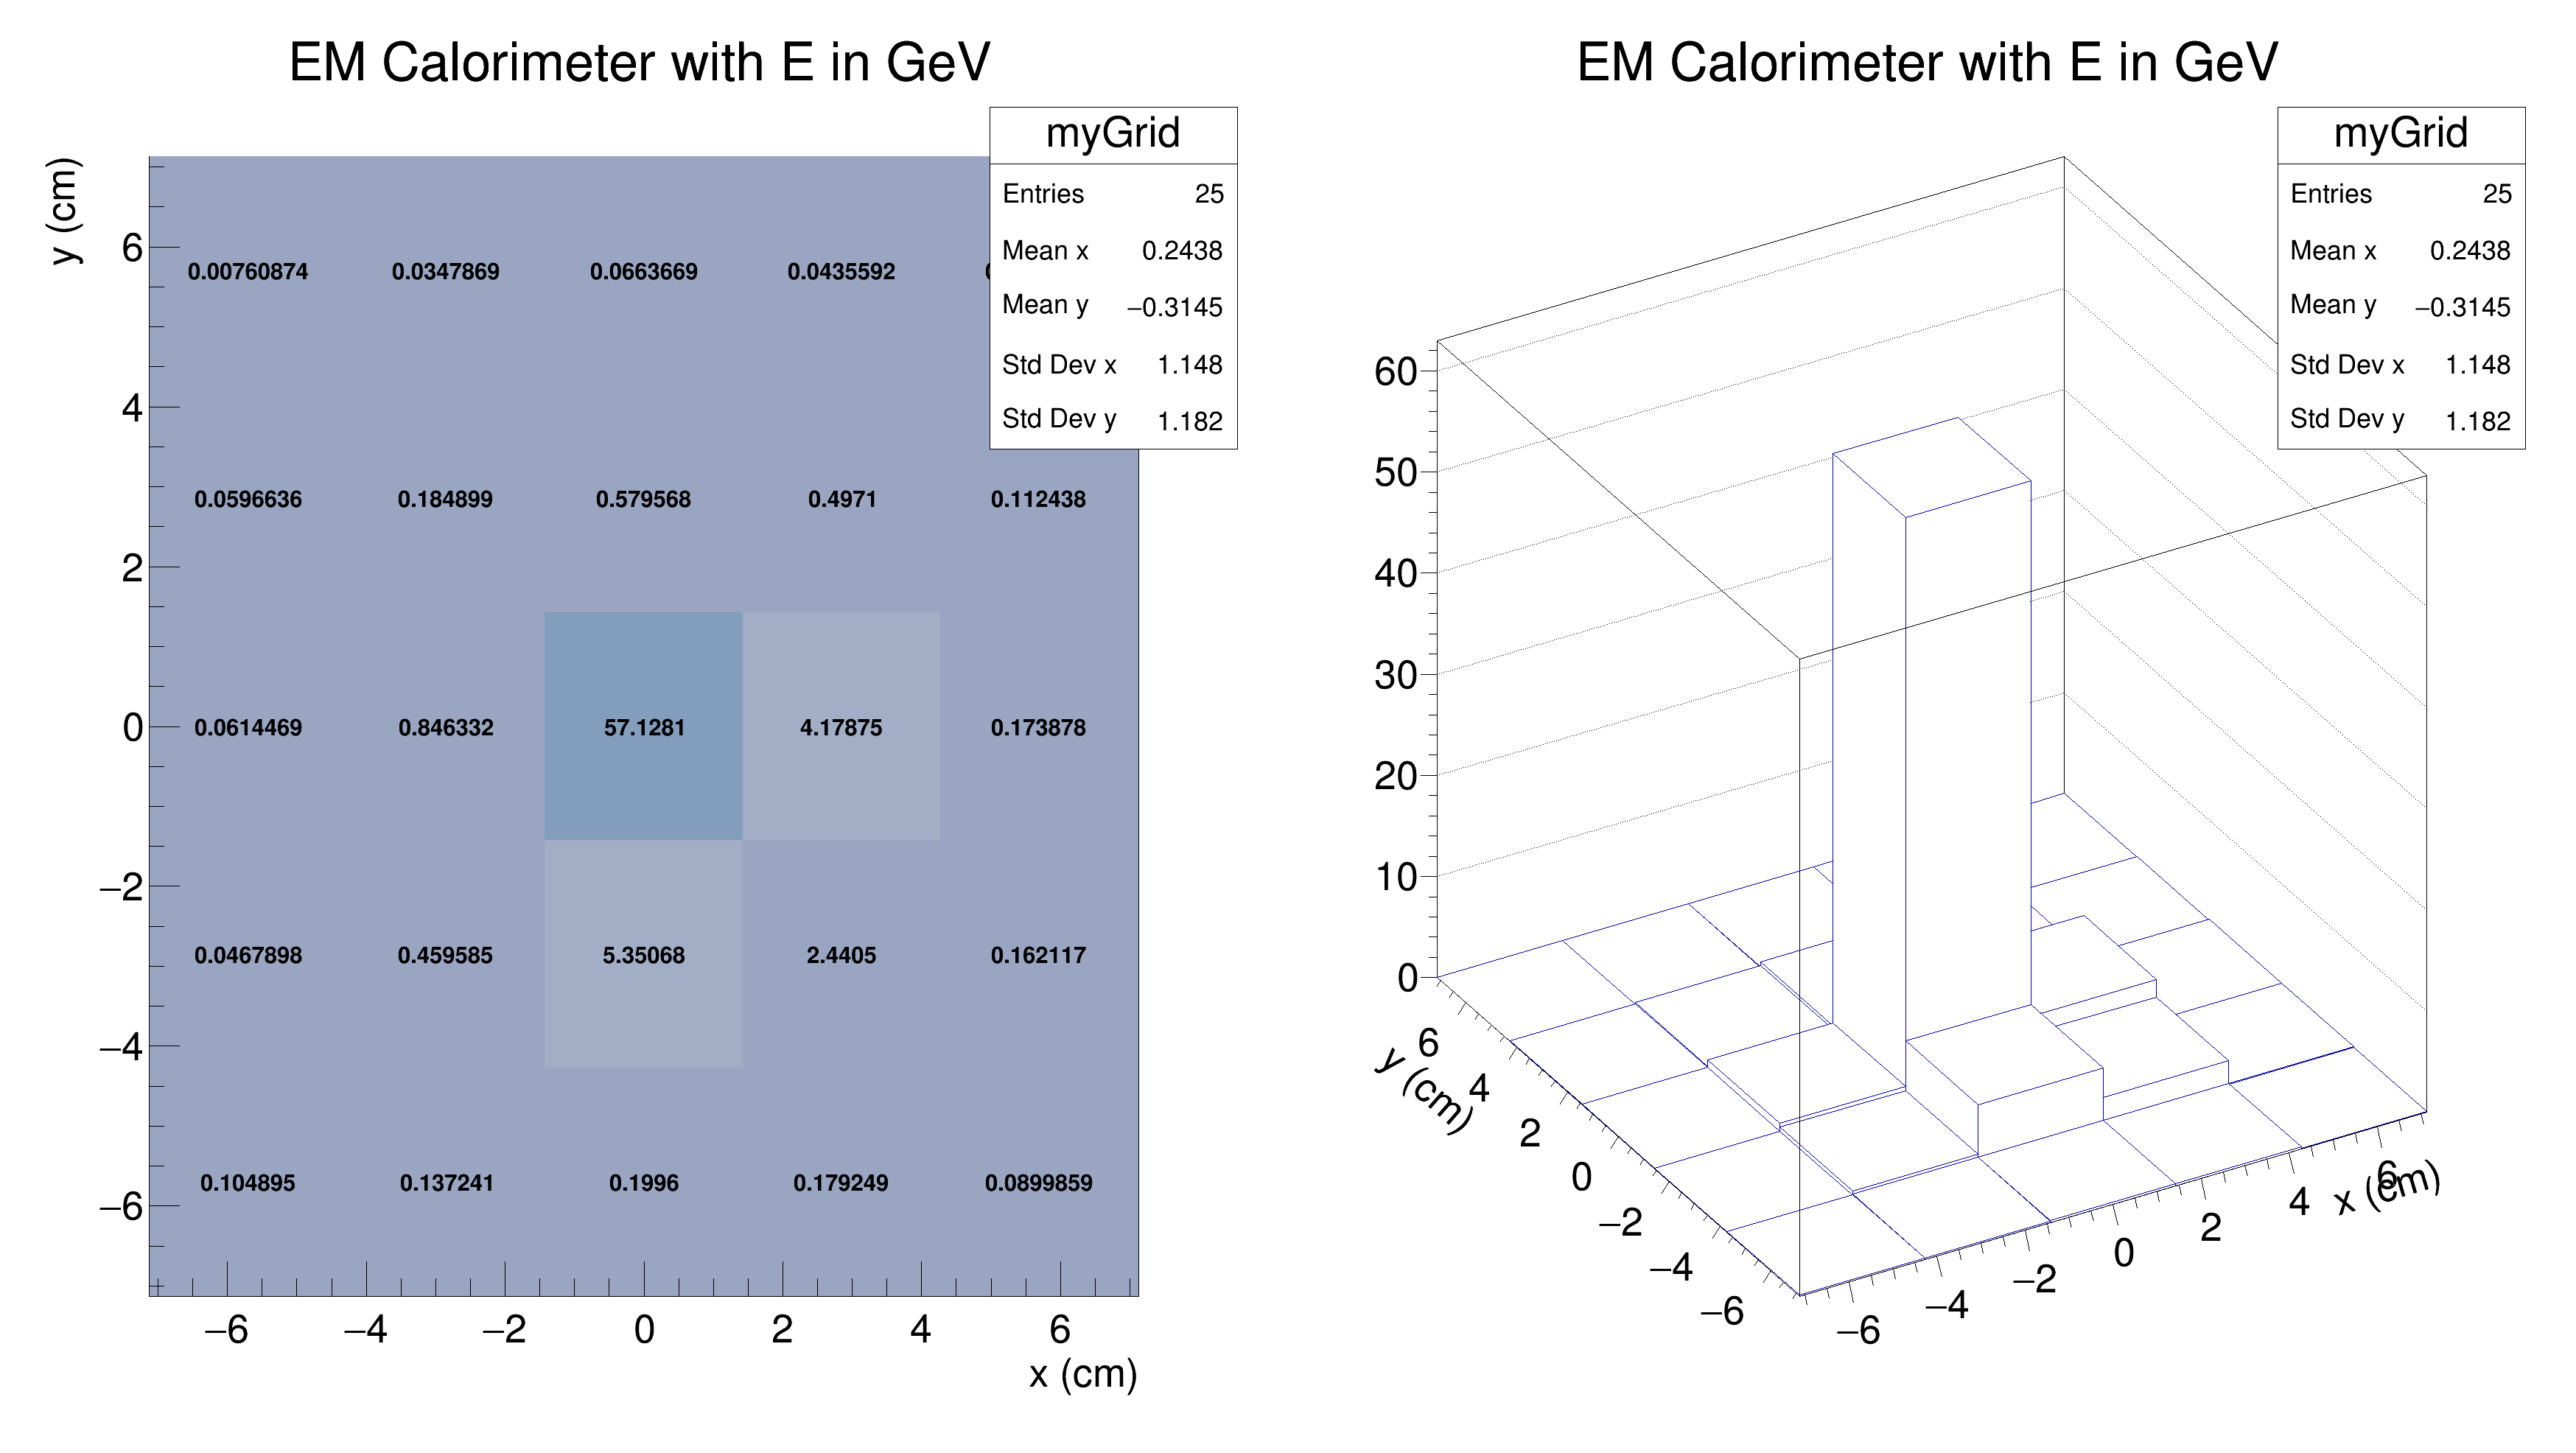 EM Calorimeter with E in GeV
myGrid
Entries 25
Mean x 0.2438
Mean y −0.3145
Std Dev x 1.148
Std Dev y 1.182
y (cm)
6
4
2
0
−2
−4
−6
0.00760874 0.0347869 0.0663669 0.0435592
0.0596636 0.184899 0.579568 0.4971 0.112438
0.0614469 0.846332 57.1281 4.17875 0.173878
0.0467898 0.459585 5.35068 2.4405 0.162117
0.104895 0.137241 0.1996 0.179249 0.0899859
−6 −4 −2 0 2 4 6
x (cm)
EM Calorimeter with E in GeV
myGrid
Entries 25
Mean x 0.2438
Mean y −0.3145
Std Dev x 1.148
Std Dev y 1.182
60
50
40
30
20
10
0
y (cm)
6
4
2
0
−2
−4
−6
−6 −4 −2 0 2 4 6
x (cm)